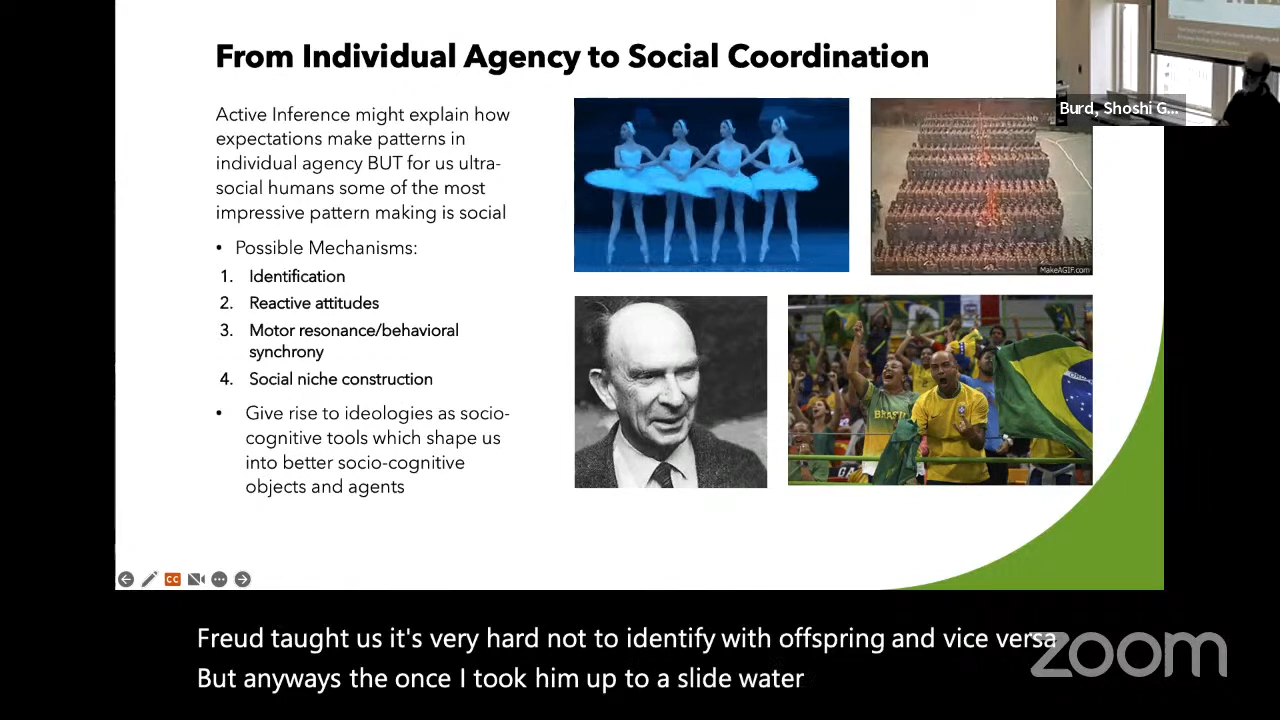 From Individual Agency to Social Coordination
Burd, Shoshi G...
Active Inference might explain how
expectations make patterns in
individual agency BUT for us ultra-
social humans some of the most
impressive pattern making is social
• Possible Mechanisms:
1. Identification
2. Reactive attitudes
3. Motor resonance/behavioral
synchrony
4. Social niche construction
• Give rise to ideologies as socio-
cognitive tools which shape us
into better socio-cognitive
objects and agents
MakeAGIF.com
BRASIL
CC
Freud taught us it's very hard not to identify with offspring and vice versa
But anyways the once I took him up to a slide water
zoom